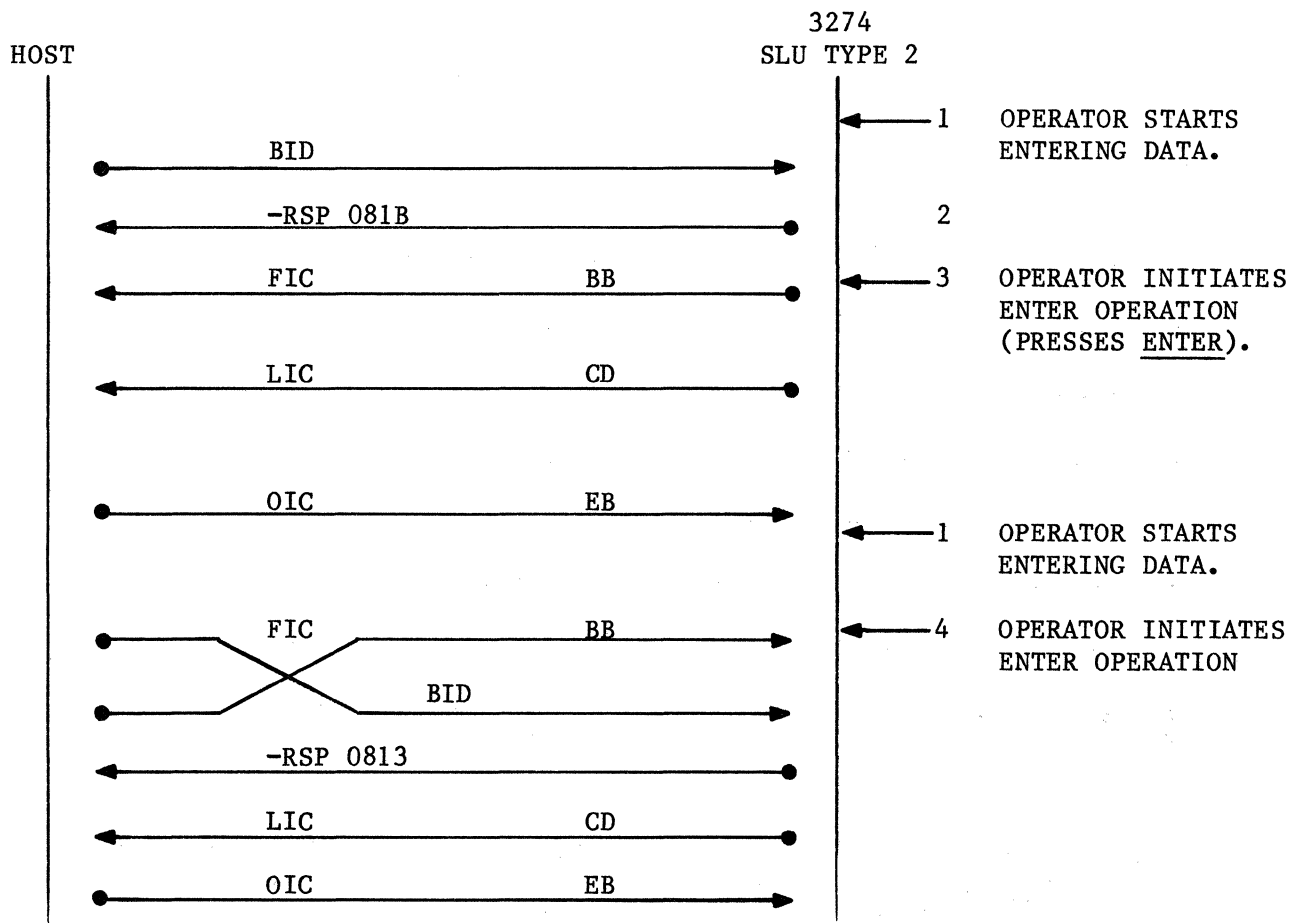 3274
HOST SLU TYPE 2
1 OPERATOR STARTS
ENTERING DATA.
BID
-RSP 081B 2
FIC BB 3 OPERATOR INITIATES
ENTER OPERATION
(PRESSES ENTER).
LIC CD
OIC EB
1 OPERATOR STARTS
ENTERING DATA.
FIC BB 4 OPERATOR INITIATES
ENTER OPERATION
BID
-RSP 0813
LIC CD
OIC EB